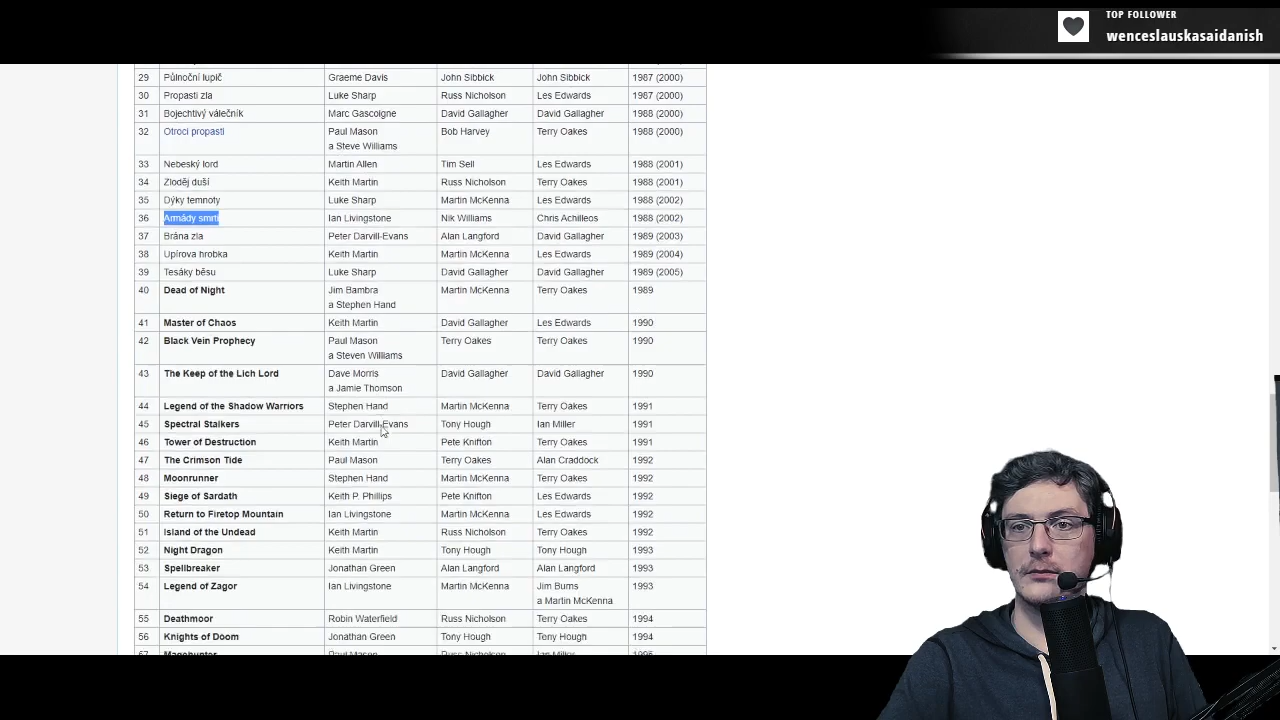 TOP FOLLOWER
wenceslauskasaidanish
29 Půlnoční lupič Graeme Davis John Sibbick John Sibbick 1987 (2000)
30 Propasti zla Luke Sharp Russ Nicholson Les Edwards 1987 (2000)
31 Bojechtivý válečník Marc Gascoigne David Gallagher David Gallagher 1988 (2000)
32 Otroci propasti Paul Mason Bob Harvey Terry Oakes 1988 (2000)
a Steve Williams
33 Nebeský lord Martin Allen Tim Sell Les Edwards 1988 (2001)
34 Zloděj duší Keith Martin Russ Nicholson Terry Oakes 1988 (2001)
35 Dýky temnoty Luke Sharp Martin McKenna Les Edwards 1988 (2002)
36 Armády smrti Ian Livingstone Nik Williams Chris Achilleos 1988 (2002)
37 Brána zla Peter Darvill-Evans Alan Langford David Gallagher 1989 (2003)
38 Upírova hrobka Keith Martin Martin McKenna Les Edwards 1989 (2004)
39 Tesáky běsu Luke Sharp David Gallagher David Gallagher 1989 (2005)
40 Dead of Night Jim Bambra Martin McKenna Terry Oakes 1989
a Stephen Hand
41 Master of Chaos Keith Martin David Gallagher Les Edwards 1990
42 Black Vein Prophecy Paul Mason Terry Oakes Terry Oakes 1990
a Steven Williams
43 The Keep of the Lich Lord Dave Morris David Gallagher David Gallagher 1990
a Jamie Thomson
44 Legend of the Shadow Warriors Stephen Hand Martin McKenna Terry Oakes 1991
45 Spectral Stalkers Peter Darvill-Evans Tony Hough Ian Miller 1991
46 Tower of Destruction Keith Martin Pete Knifton Terry Oakes 1991
47 The Crimson Tide Paul Mason Terry Oakes Alan Craddock 1992
48 Moonrunner Stephen Hand Martin McKenna Terry Oakes 1992
49 Siege of Sardath Keith P. Phillips Pete Knifton Les Edwards 1992
50 Return to Firetop Mountain Ian Livingstone Martin McKenna Les Edwards 1992
51 Island of the Undead Keith Martin Russ Nicholson Terry Oakes 1992
52 Night Dragon Keith Martin Tony Hough Tony Hough 1993
53 Spellbreaker Jonathan Green Alan Langford Alan Langford 1993
54 Legend of Zagor Ian Livingstone Martin McKenna Jim Burns 1993
a Martin McKenna
55 Deathmoor Robin Waterfield Russ Nicholson Terry Oakes 1994
56 Knights of Doom Jonathan Green Tony Hough Tony Hough 1994
57 Magehunter Paul Mason Russ Nicholson Ian Miller 1995